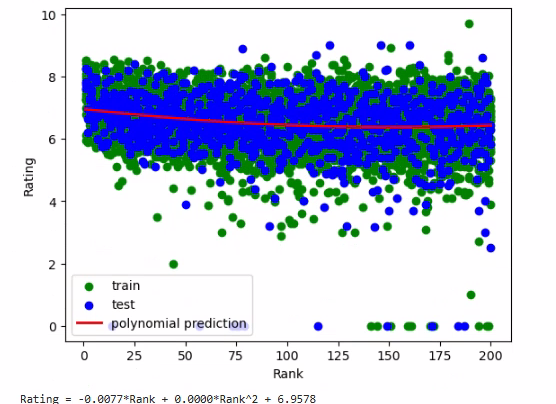 10
8
6
4
2
0
Rating
train
test
polynomial prediction
0 25 50 75 100 125 150 175 200
Rank
Rating = -0.0077*Rank + 0.0000*Rank^2 + 6.9578